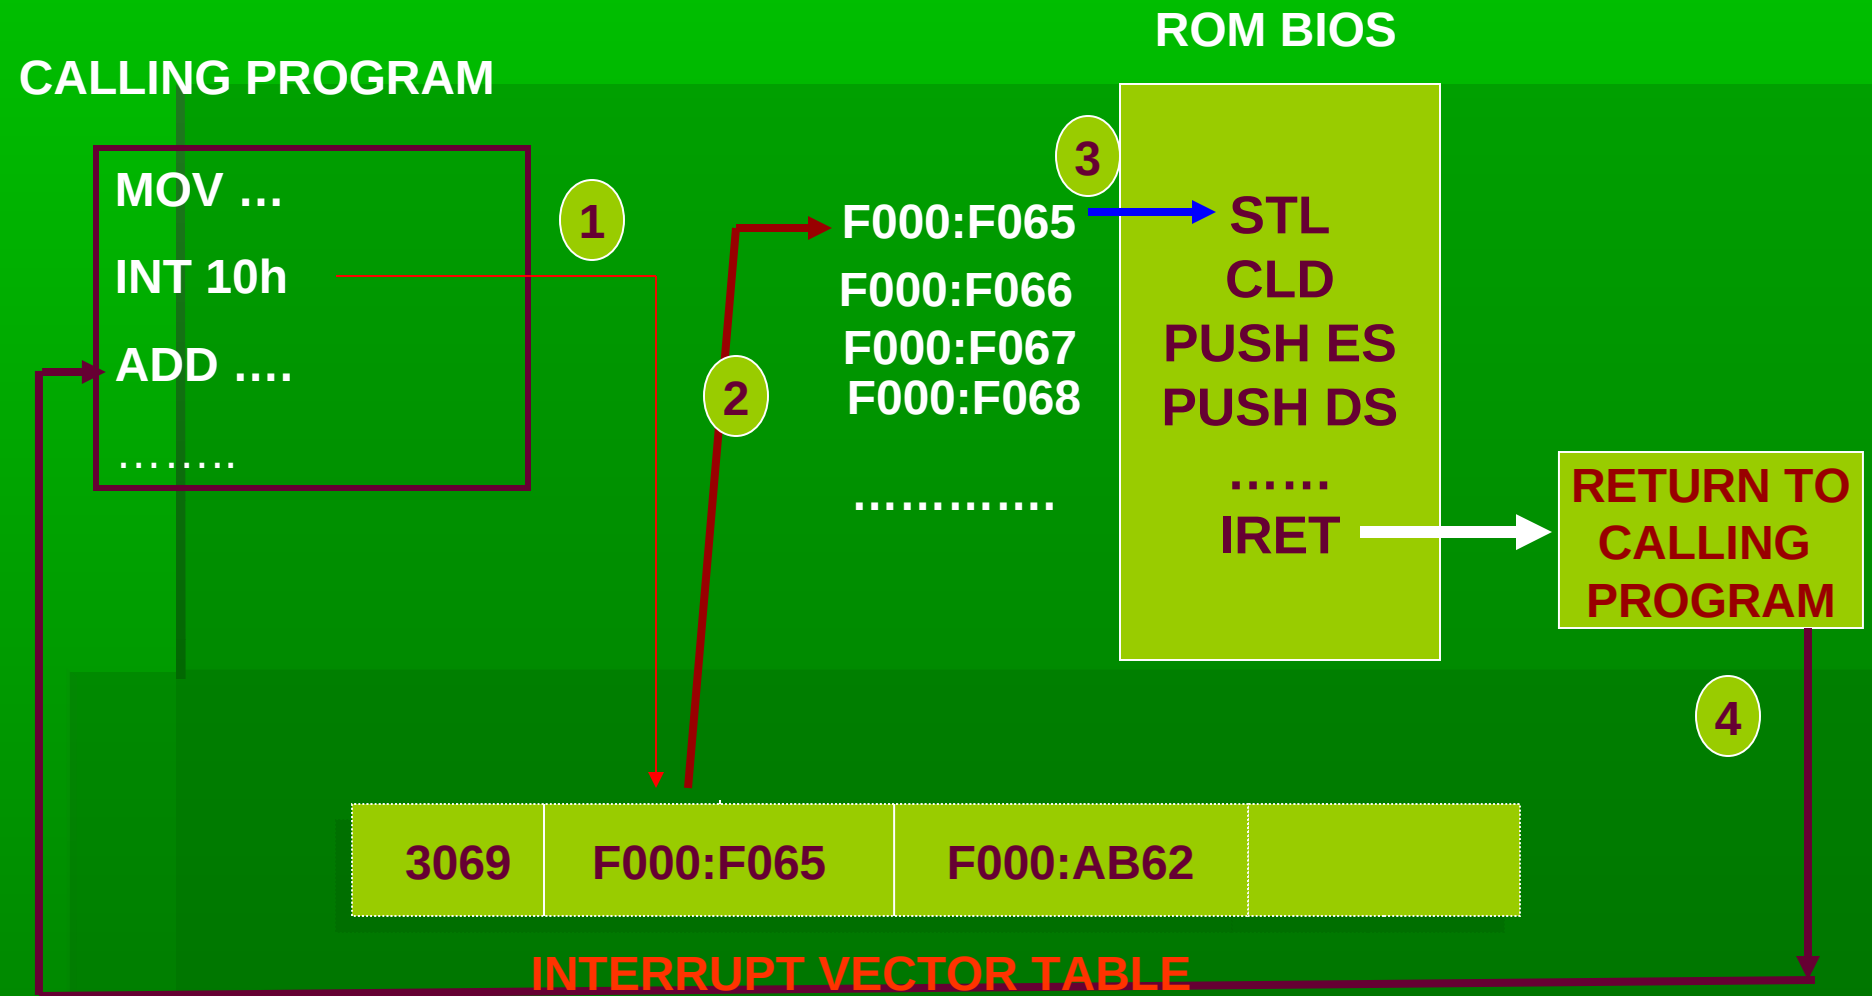 ROM BIOS
CALLING PROGRAM
MOV …
INT 10h
ADD ….
……..
1
2
3
F000:F065
F000:F066
F000:F067
F000:F068
………….
STL
CLD
PUSH ES
PUSH DS
……
IRET
RETURN TO
CALLING
PROGRAM
4
3069
F000:F065
F000:AB62
INTERRUPT VECTOR TABLE